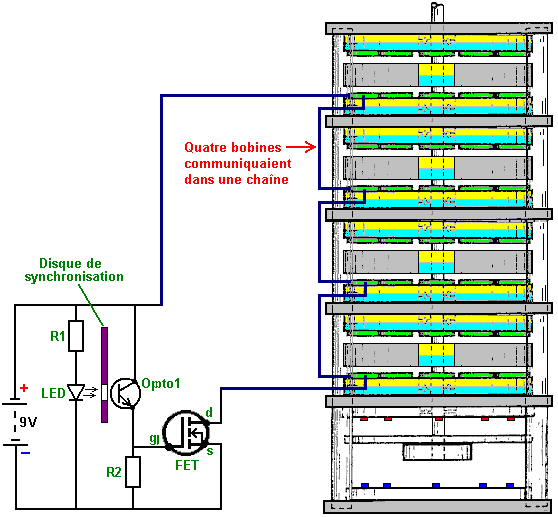 Quatre bobines
communiquaient
dans une chaîne
Disque de
synchronisation
R1
LED
Opto1
+
9V
−
d
g
s
FET
R2